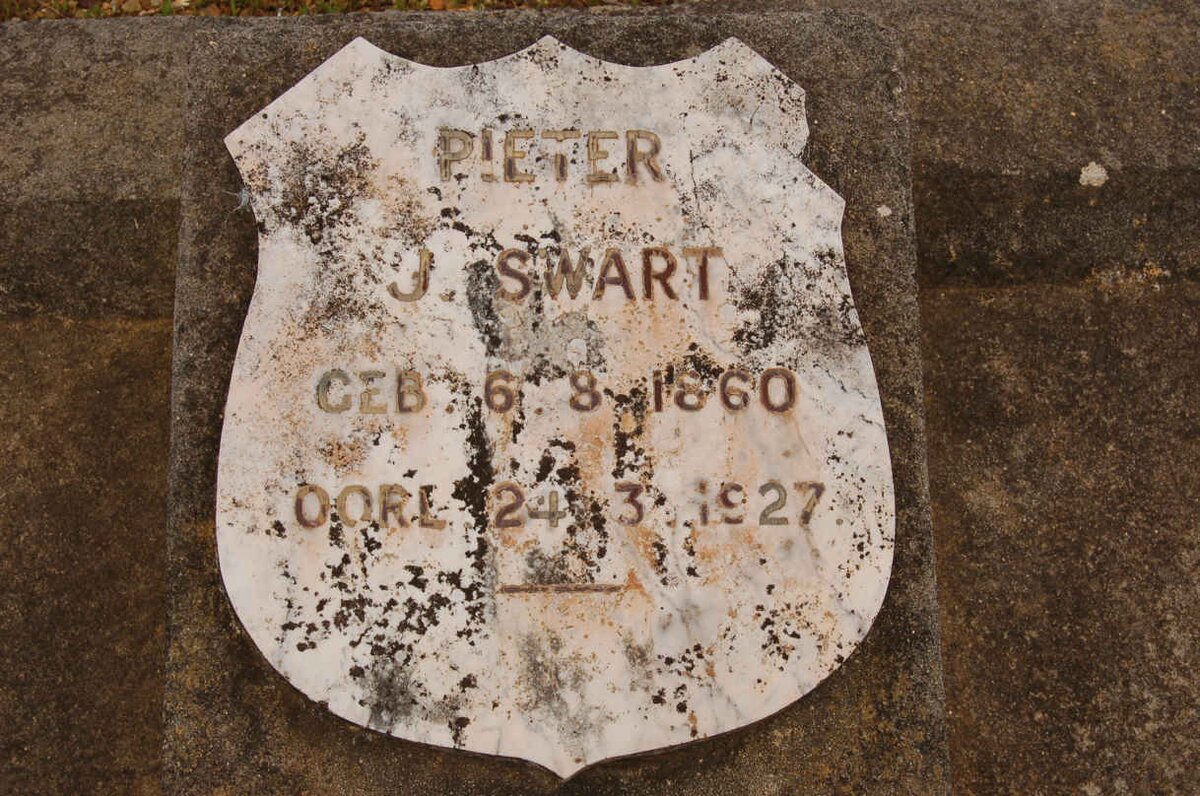 PIETER
J. SWART
GEB. 6. 8. 1860
OORL. 24. 3. 1927.